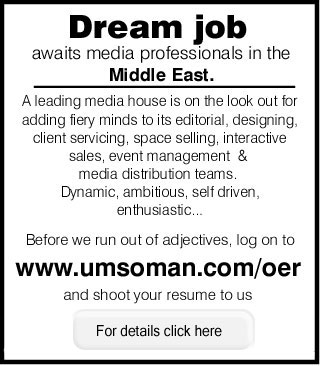 Dream job
awaits media professionals in the
Middle East.
A leading media house is on the look out for
adding fiery minds to its editorial, designing,
client servicing, space selling, interactive
sales, event management &
media distribution teams.
Dynamic, ambitious, self driven,
enthusiastic...
Before we run out of adjectives, log on to
www.umsoman.com/oer
and shoot your resume to us
For details click here